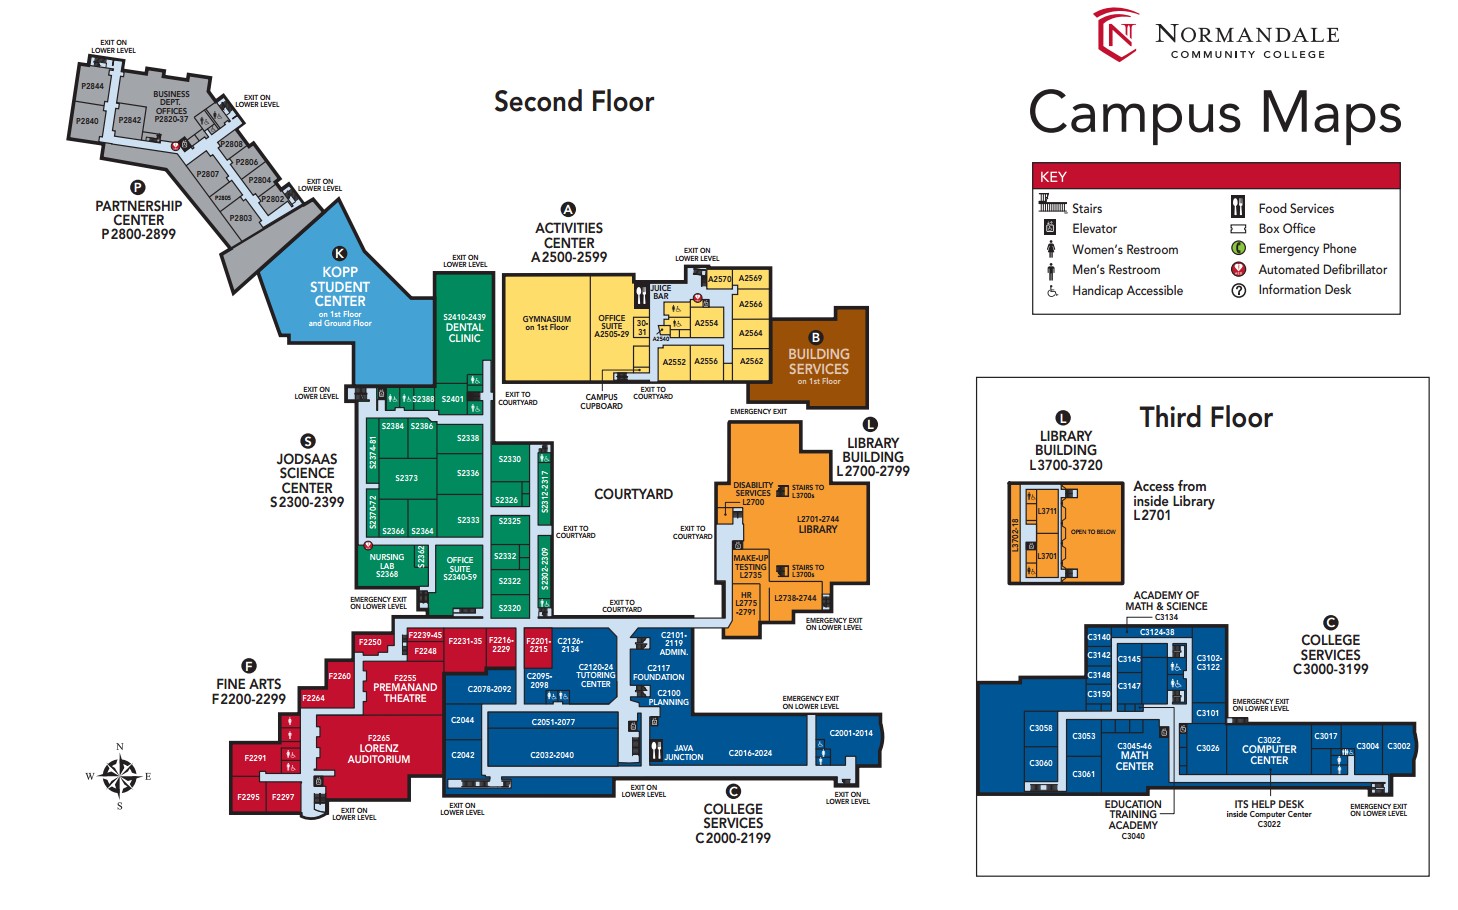 NORMANDALE
COMMUNITY COLLEGE
Campus Maps
KEY
Stairs
Elevator
Women's Restroom
Men's Restroom
Handicap Accessible
Food Services
Box Office
Emergency Phone
Automated Defibrillator
Information Desk
Second Floor
EXIT ON
LOWER LEVEL
P2844
P2840
P2842
BUSINESS
DEPT.
OFFICES
P2820-37
EXIT ON
LOWER LEVEL
P2808
P2806
P2804
P2802
P2807
P2805
P2803
EXIT ON
LOWER LEVEL
P
PARTNERSHIP
CENTER
P2800-2899
K
KOPP
STUDENT
CENTER
on 1st Floor
and Ground Floor
EXIT ON
LOWER LEVEL
S2410-2439
DENTAL
CLINIC
A
ACTIVITIES
CENTER
A2500-2599
GYMNASIUM
on 1st Floor
OFFICE
SUITE
A2505-29
30-
31
JUICE
BAR
A2540
EXIT ON
LOWER LEVEL
A2570
A2569
A2566
A2564
A2562
A2554
A2552
A2556
CAMPUS
CUPBOARD
EXIT TO
COURTYARD
B
BUILDING
SERVICES
on 1st Floor
EXIT ON
LOWER LEVEL
S2388
S2401
EXIT TO
COURTYARD
S
JODSAAS
SCIENCE
CENTER
S2300-2399
S2374-81
S2384
S2386
S2338
S2373
S2336
S2370-72
S2366
S2364
S2333
S2330
S2326
S2312-2317
S2325
S2332
S2322
S2320
S2302-2309
NURSING
LAB
S2368
S2362
OFFICE
SUITE
S2340-59
EMERGENCY EXIT
ON LOWER LEVEL
COURTYARD
EXIT TO
COURTYARD
EXIT TO
COURTYARD
EXIT TO
COURTYARD
EMERGENCY EXIT
L
LIBRARY
BUILDING
L2700-2799
DISABILITY
SERVICES
L2700
STAIRS TO
L3700s
L2701-2744
LIBRARY
MAKE-UP
TESTING
L2735
STAIRS TO
L3700s
HR
L2775
-2791
L2738-2744
EMERGENCY EXIT
ON LOWER LEVEL
F
FINE ARTS
F2200-2299
F2250
F2239-45
F2248
F2231-35
F2216-
2229
F2201-
2215
F2260
F2264
F2255
PREMANAND
THEATRE
F2265
LORENZ
AUDITORIUM
F2291
F2295
F2297
EXIT ON
LOWER LEVEL
C2126-
2134
C2120-24
TUTORING
CENTER
C2095-
2098
C2078-2092
C2101-
2119
ADMIN.
C2117
FOUNDATION
C2100
PLANNING
C2044
C2042
C2051-2077
C2032-2040
JAVA
JUNCTION
C2016-2024
C2001-2014
EMERGENCY EXIT
ON LOWER LEVEL
EXIT ON
LOWER LEVEL
EXIT ON
LOWER LEVEL
EXIT ON
LOWER LEVEL
C
COLLEGE
SERVICES
C2000-2199
N
W
E
S
Third Floor
L
LIBRARY
BUILDING
L3700-3720
L3702-18
L3711
L3701
OPEN TO BELOW
Access from
inside Library
L2701
ACADEMY OF
MATH & SCIENCE
C3134
C
COLLEGE
SERVICES
C3000-3199
C3140
C3124-38
C3142
C3145
C3102-
C3122
C3148
C3147
C3150
C3101
EMERGENCY EXIT
ON LOWER LEVEL
C3058
C3053
C3060
C3061
C3045-46
MATH
CENTER
C3026
C3022
COMPUTER
CENTER
C3017
C3004
C3002
EDUCATION
TRAINING
ACADEMY
C3040
ITS HELP DESK
inside Computer Center
C3022
EMERGENCY EXIT
ON LOWER LEVEL